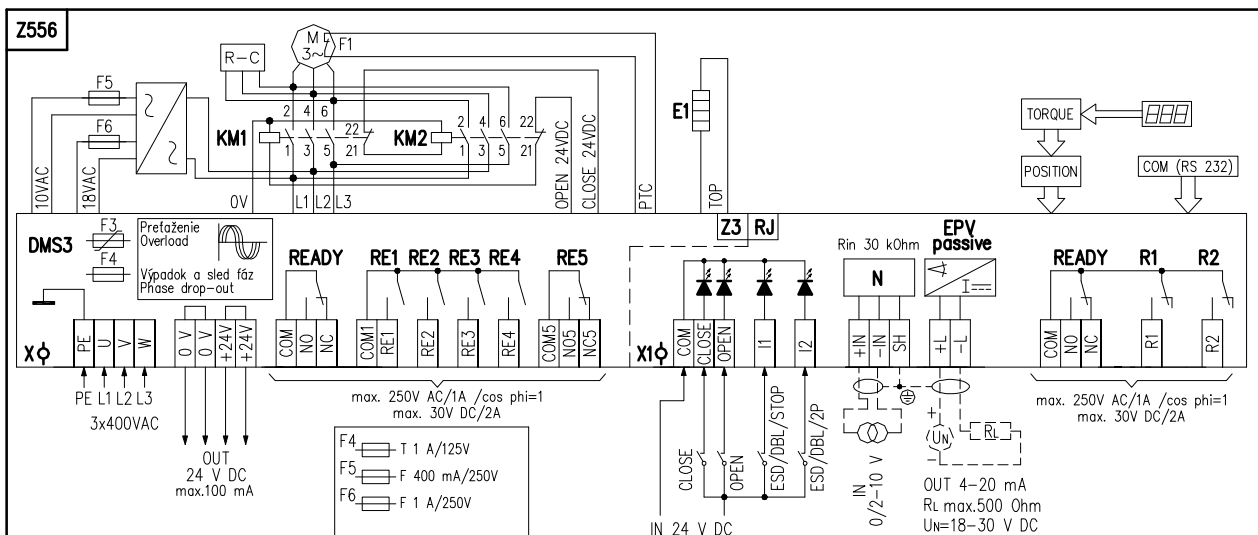 Z556
R-C
M
3~
F1
F5
F6
2 4 6
22
KM1
1 3 5
21
KM2
2 4 6
22
1 3 5
21
E1
TORQUE
POSITION
COM (RS 232)
10VAC
18VAC
0V
L1
L2
L3
OPEN 24VDC
CLOSE 24VDC
PTC
TOP
DMS3
F3
F4
Preťaženie
Overload
Výpadok a sled fáz
Phase drop-out
READY
RE1
RE2
RE3
RE4
RE5
Z3
RJ
Rin 30 kOhm
N
EPV
passive
I
READY
R1
R2
X
PE
U
V
W
0 V
0 V
+24V
+24V
COM
NO
NC
COM1
RE1
RE2
RE3
RE4
COM5
NO5
NC5
X1
COM
CLOSE
OPEN
I1
I2
+IN
-IN
SH
+L
-L
COM
NO
NC
R1
R2
PE L1 L2 L3
3x400VAC
OUT
24 V DC
max.100 mA
max. 250V AC/1A /cos phi=1
max. 30V DC/2A
F4 T 1 A/125V
F5 F 400 mA/250V
F6 F 1 A/250V
CLOSE
OPEN
ESD/DBL/STOP
ESD/DBL/2P
IN 24 V DC
IN
0/2-10 V
+
UN
-
RL
OUT 4-20 mA
RL max.500 Ohm
UN=18-30 V DC
max. 250V AC/1A /cos phi=1
max. 30V DC/2A